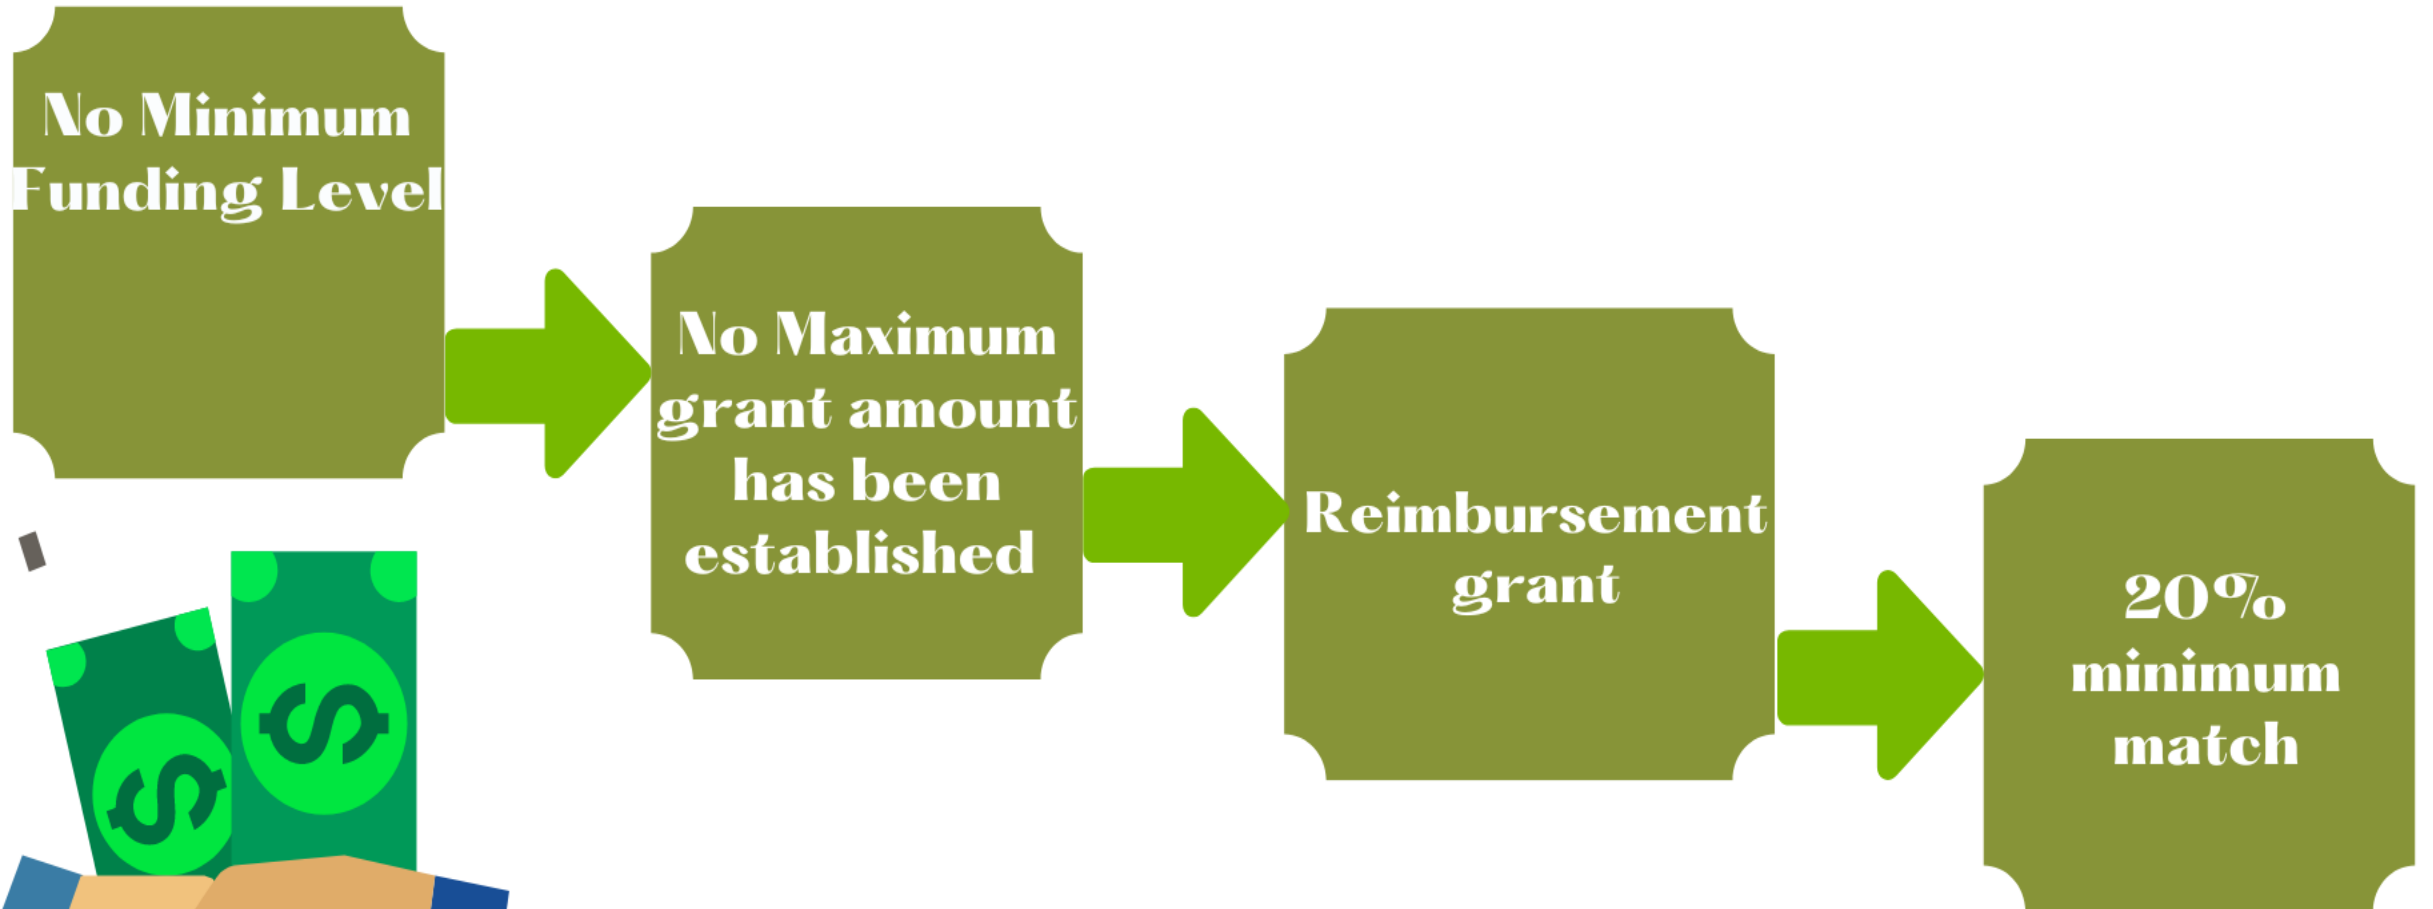 No Minimum
Funding Level
No Maximum
grant amount
has been
established
Reimbursement
grant
20%
minimum
match
$
$